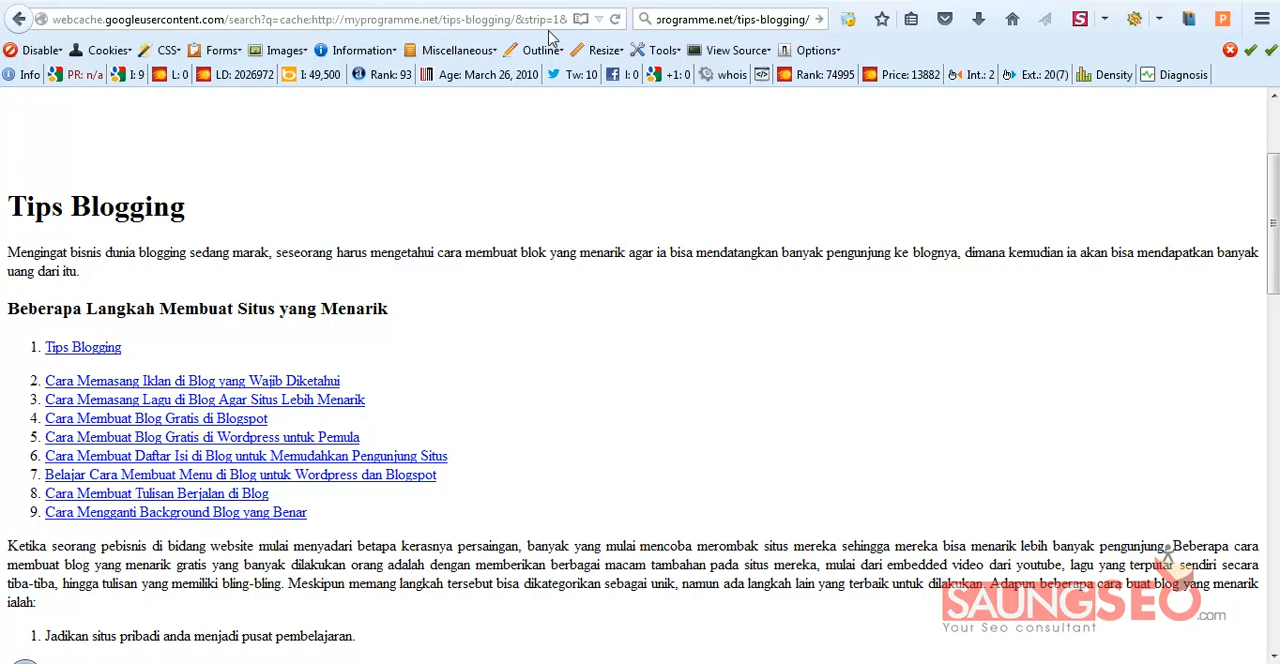 webcache.googleusercontent.com/search?q=cache:http://myprogramme.net/tips-blogging/&strip=1& :programme.net/tips-blogging/
Disable Cookies CSS Forms Images Information Miscellaneous Outline Resize Tools View Source Options
Info PR: n/a I: 9 L: 0 LD: 2026972 I: 49,500 Rank: 93 Age: March 26, 2010 Tw: 10 l: 0 +1: 0 whois Rank: 74995 Price: 13882 Int.: 2 Ext.: 20(7) Density Diagnosis
Tips Blogging
Mengingat bisnis dunia blogging sedang marak, seseorang harus mengetahui cara membuat blok yang menarik agar ia bisa mendatangkan banyak pengunjung ke blognya, dimana kemudian ia akan bisa mendapatkan banyak
uang dari itu.
Beberapa Langkah Membuat Situs yang Menarik
1. Tips Blogging
2. Cara Memasang Iklan di Blog yang Wajib Diketahui
3. Cara Memasang Lagu di Blog Agar Situs Lebih Menarik
4. Cara Membuat Blog Gratis di Blogspot
5. Cara Membuat Blog Gratis di Wordpress untuk Pemula
6. Cara Membuat Daftar Isi di Blog untuk Memudahkan Pengunjung Situs
7. Belajar Cara Membuat Menu di Blog untuk Wordpress dan Blogspot
8. Cara Membuat Tulisan Berjalan di Blog
9. Cara Mengganti Background Blog yang Benar
Ketika seorang pebisnis di bidang website mulai menyadari betapa kerasnya persaingan, banyak yang mulai mencoba merombak situs mereka sehingga mereka bisa menarik lebih banyak pengunjung. Beberapa cara
membuat blog yang menarik gratis yang banyak dilakukan orang adalah dengan memberikan berbagai macam tambahan pada situs mereka, mulai dari embedded video dari youtube, lagu yang terputar sendiri secara
tiba-tiba, hingga tulisan yang memiliki bling-bling. Meskipun memang langkah tersebut bisa dikategorikan sebagai unik, namun ada langkah lain yang terbaik untuk dilakukan. Adapun beberapa cara buat blog yang menarik
ialah:
SAUNGSEO.com
Your Seo consultant
1. Jadikan situs pribadi anda menjadi pusat pembelajaran.